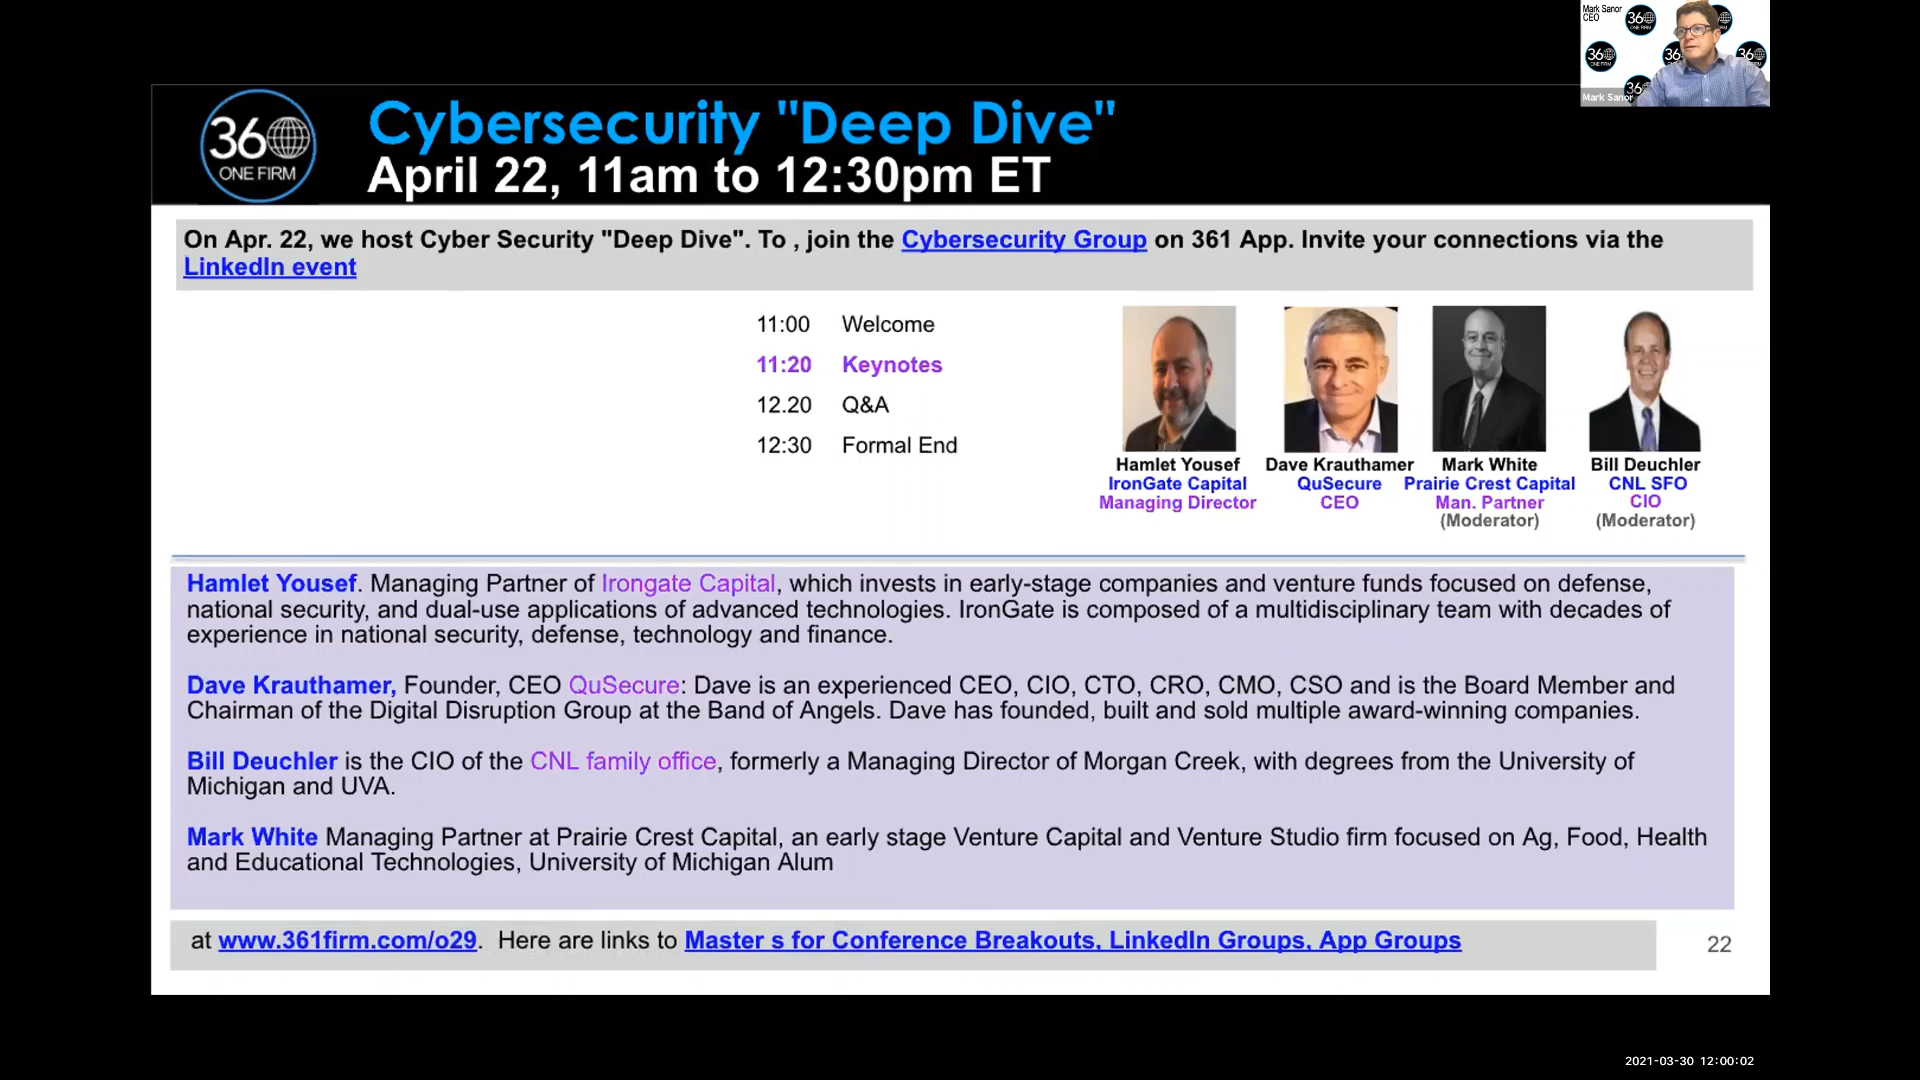 Mark Sanor
CEO
36
ONE FIRM
36
ONE FIRM
36
36
Mark Sanor
36
ONE FIRM
Cybersecurity "Deep Dive"
April 22, 11am to 12:30pm ET
On Apr. 22, we host Cyber Security "Deep Dive". To , join the Cybersecurity Group on 361 App. Invite your connections via the
LinkedIn event
11:00 Welcome
11:20 Keynotes
12.20 Q&A
12:30 Formal End
Hamlet Yousef
IronGate Capital
Managing Director
Dave Krauthamer
QuSecure
CEO
Mark White
Prairie Crest Capital
Man. Partner
(Moderator)
Bill Deuchler
CNL SFO
CIO
(Moderator)
Hamlet Yousef. Managing Partner of Irongate Capital, which invests in early-stage companies and venture funds focused on defense,
national security, and dual-use applications of advanced technologies. IronGate is composed of a multidisciplinary team with decades of
experience in national security, defense, technology and finance.
Dave Krauthamer, Founder, CEO QuSecure: Dave is an experienced CEO, CIO, CTO, CRO, CMO, CSO and is the Board Member and
Chairman of the Digital Disruption Group at the Band of Angels. Dave has founded, built and sold multiple award-winning companies.
Bill Deuchler is the CIO of the CNL family office, formerly a Managing Director of Morgan Creek, with degrees from the University of
Michigan and UVA.
Mark White Managing Partner at Prairie Crest Capital, an early stage Venture Capital and Venture Studio firm focused on Ag, Food, Health
and Educational Technologies, University of Michigan Alum
at www.361firm.com/o29. Here are links to Master s for Conference Breakouts, LinkedIn Groups, App Groups
22
2021-03-30 12:00:02